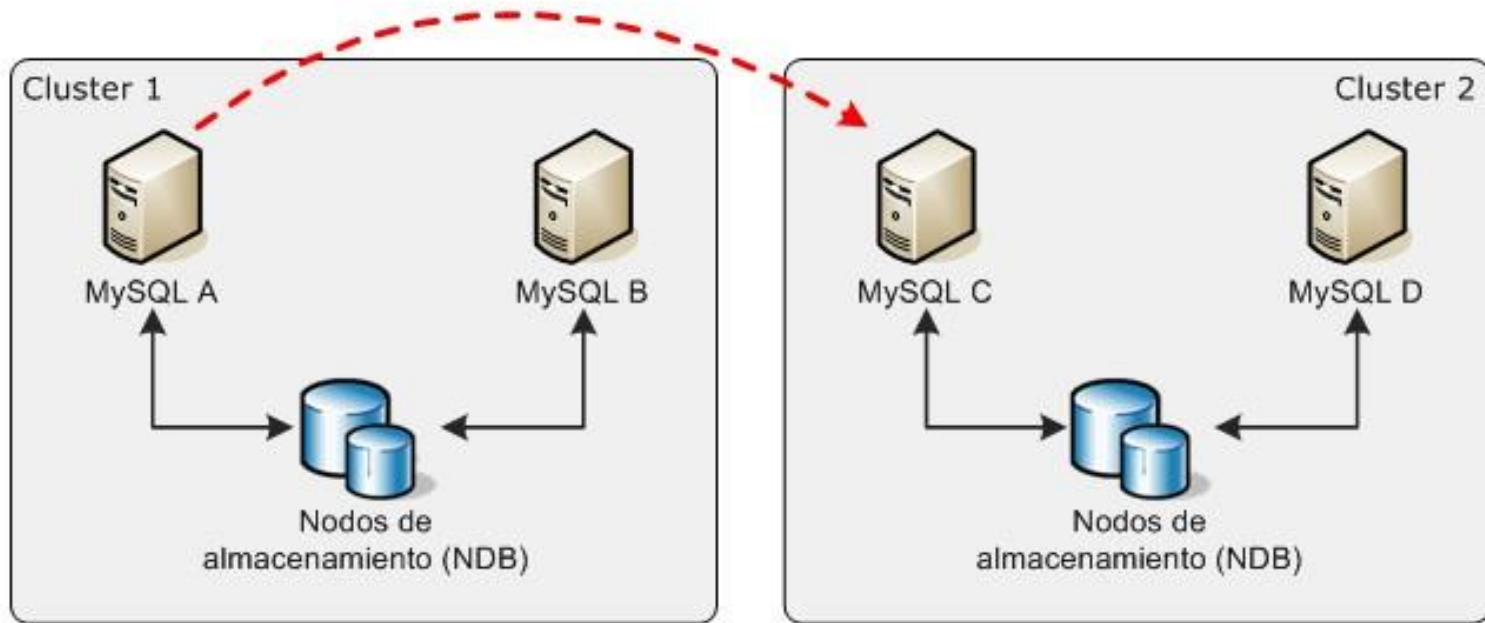 Cluster 1
MySQL A
MySQL B
Nodos de
almacenamiento (NDB)
Cluster 2
MySQL C
MySQL D
Nodos de
almacenamiento (NDB)